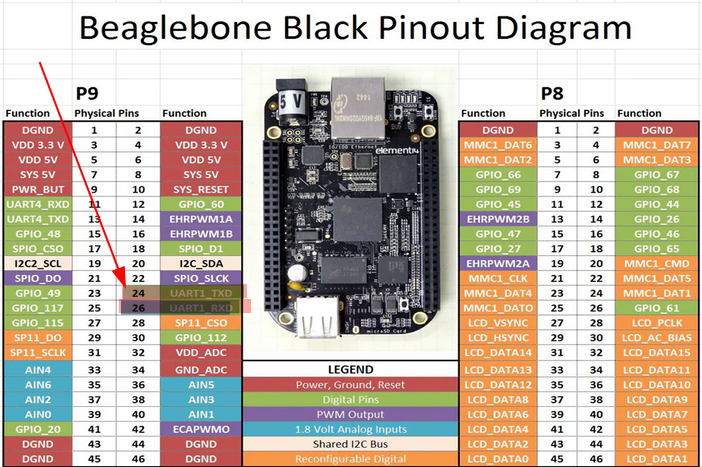 Beaglebone Black Pinout Diagram
P9
P8
Function Physical Pins Function
Function Physical Pins Function
DGND 1 2 DGND
VDD 3.3 V 3 4 VDD 3.3 V
VDD 5V 5 6 VDD 5V
SYS 5V 7 8 SYS 5V
PWR_BUT 9 10 SYS_RESET
UART4_RXD 11 12 GPIO_60
UART4_TXD 13 14 EHRPWM1A
GPIO_48 15 16 EHRPWM1B
SPIO_CSO 17 18 SPIO_D1
I2C2_SCL 19 20 I2C_SDA
SPIO_DO 21 22 SPIO_SLCK
GPIO_49 23 24 UART1_TXD
GPIO_117 25 26 UART1_RXD
GPIO_115 27 28 SP11_CSO
SP11_DO 29 30 GPIO_112
SP11_SCLK 31 32 VDD_ADC
AIN4 33 34 GND_ADC
AIN6 35 36 AIN5
AIN2 37 38 AIN3
AIN0 39 40 AIN1
GPIO_20 41 42 ECAPWMO
DGND 43 44 DGND
DGND 45 46 DGND
5 V
1442
10/100 Ethernet
element14
microSD Card
LEGEND
Power, Ground, Reset
Digital Pins
PWM Output
1.8 Volt Analog Inputs
Shared I2C Bus
Reconfigurable Digital
DGND 1 2 DGND
MMC1_DAT6 3 4 MMC1_DAT7
MMC1_DAT2 5 6 MMC1_DAT3
GPIO_66 7 8 GPIO_67
GPIO_69 9 10 GPIO_68
GPIO_45 11 12 GPIO_44
EHRPWM2B 13 14 GPIO_26
GPIO_47 15 16 GPIO_46
GPIO_27 17 18 GPIO_65
EHRPWM2A 19 20 MMC1_CMD
MMC1_CLK 21 22 MMC1_DAT5
MMC1_DAT4 23 24 MMC1_DAT1
MMC1_DATO 25 26 GPIO_61
LCD_VSYNC 27 28 LCD_PCLK
LCD_HSYNC 29 30 LCD_AC_BIAS
LCD_DATA14 31 32 LCD_DATA15
LCD_DATA13 33 34 LCD_DATA11
LCD_DATA12 35 36 LCD_DATA10
LCD_DATA8 37 38 LCD_DATA9
LCD_DATA6 39 40 LCD_DATA7
LCD_DATA4 41 42 LCD_DATA5
LCD_DATA2 43 44 LCD_DATA3
LCD_DATA0 45 46 LCD_DATA1